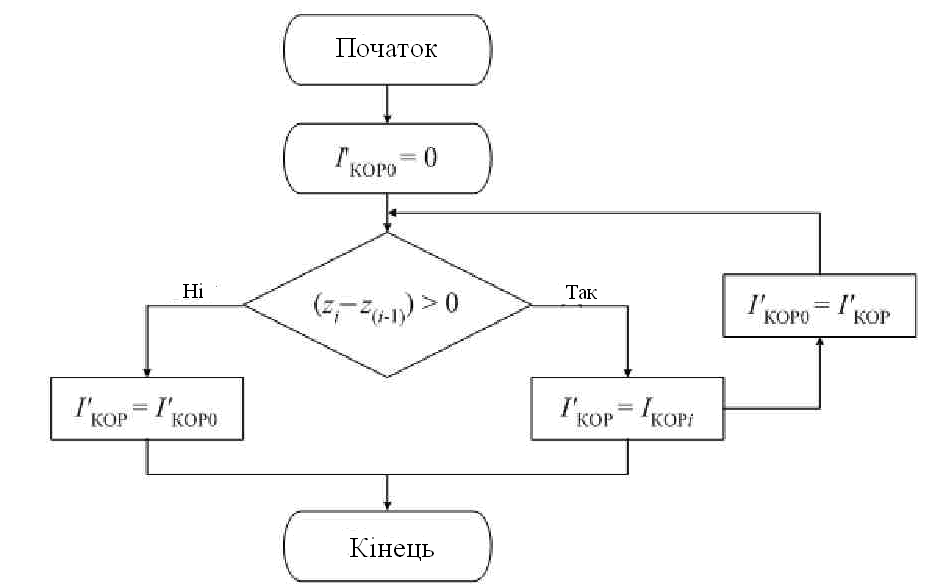 Початок
I'КОР0 = 0
(zi – z(i-1)) > 0
Ні
Так
I'КОР0 = I'КОР
I'КОР = I'КОР0
I'КОР = IКОРi
Кінець